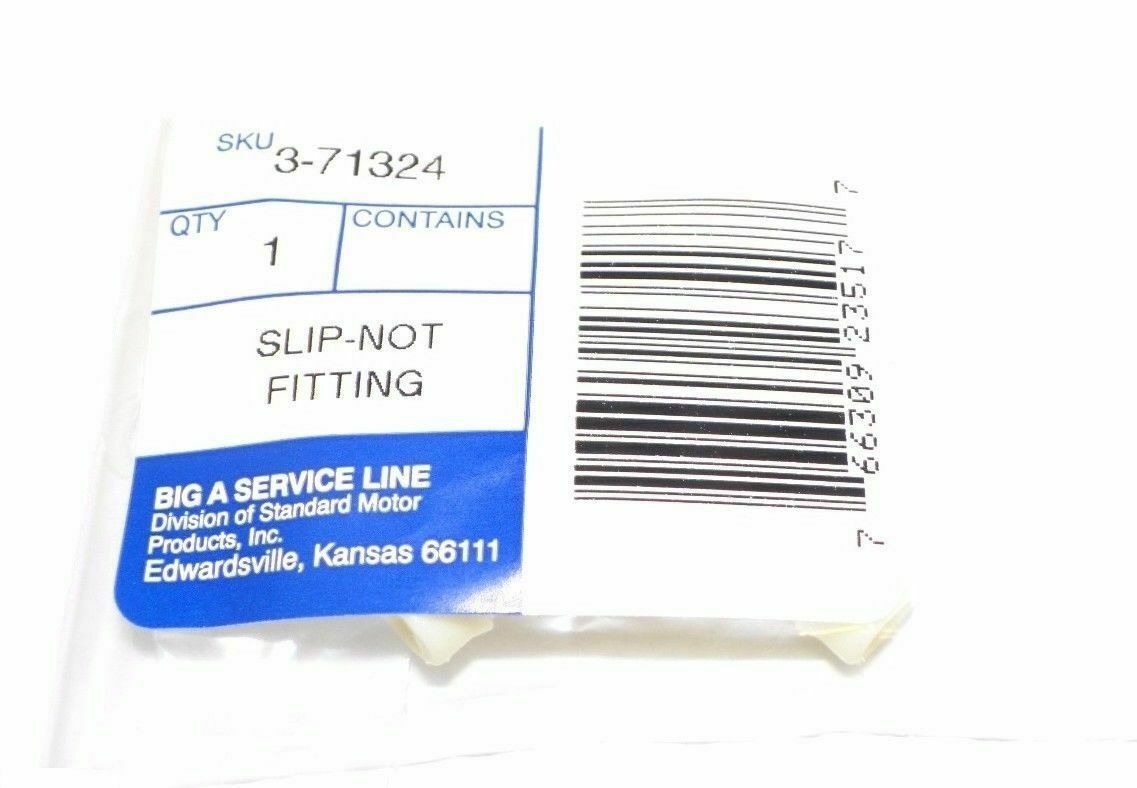 SKU 3-71324
QTY 1 CONTAINS
SLIP-NOT
FITTING
BIG A SERVICE LINE
Division of Standard Motor
Products, Inc.
Edwardsville, Kansas 66111
7 66309 23517 7